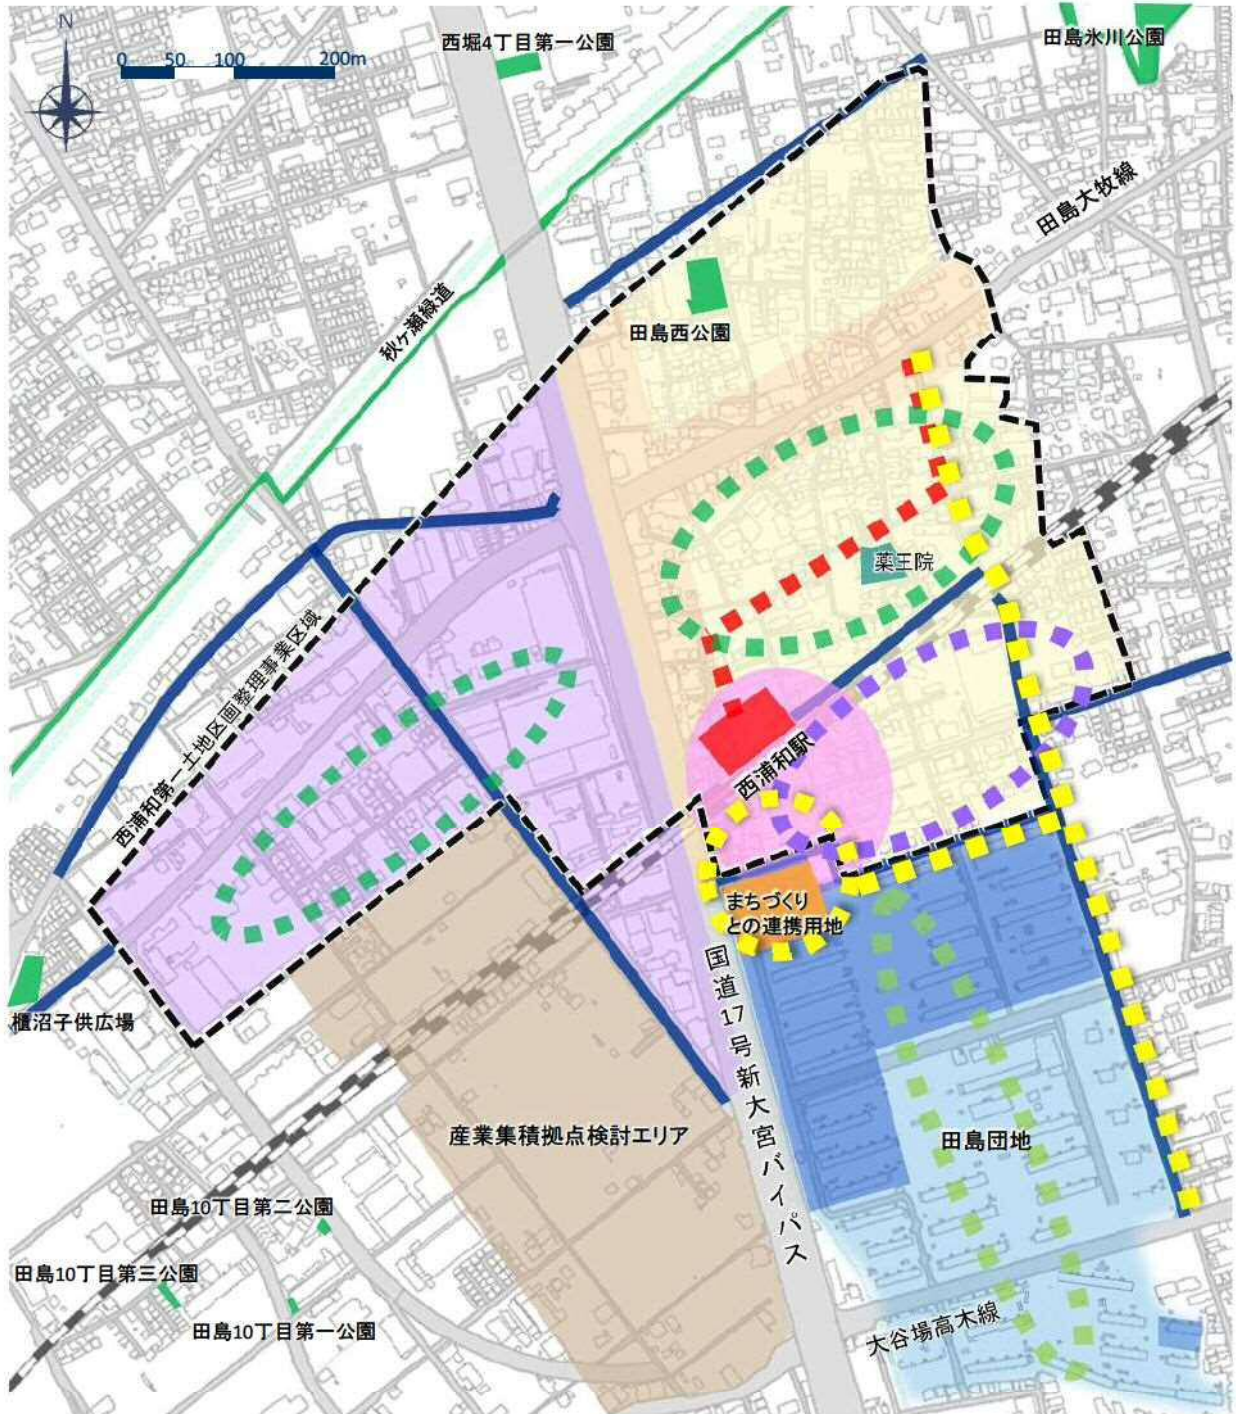 N
0 50 100 200m
西堀4丁目第一公園
田島氷川公園
田島大牧線
秋ヶ瀬緑道
田島西公園
薬王院
西浦和第一土地区画整理事業区域
西浦和駅
まちづくり
との連携用地
櫃沼子供広場
国道17号新大宮バイパス
産業集積拠点検討エリア
田島団地
田島10丁目第二公園
田島10丁目第三公園
田島10丁目第一公園
大谷場高木線